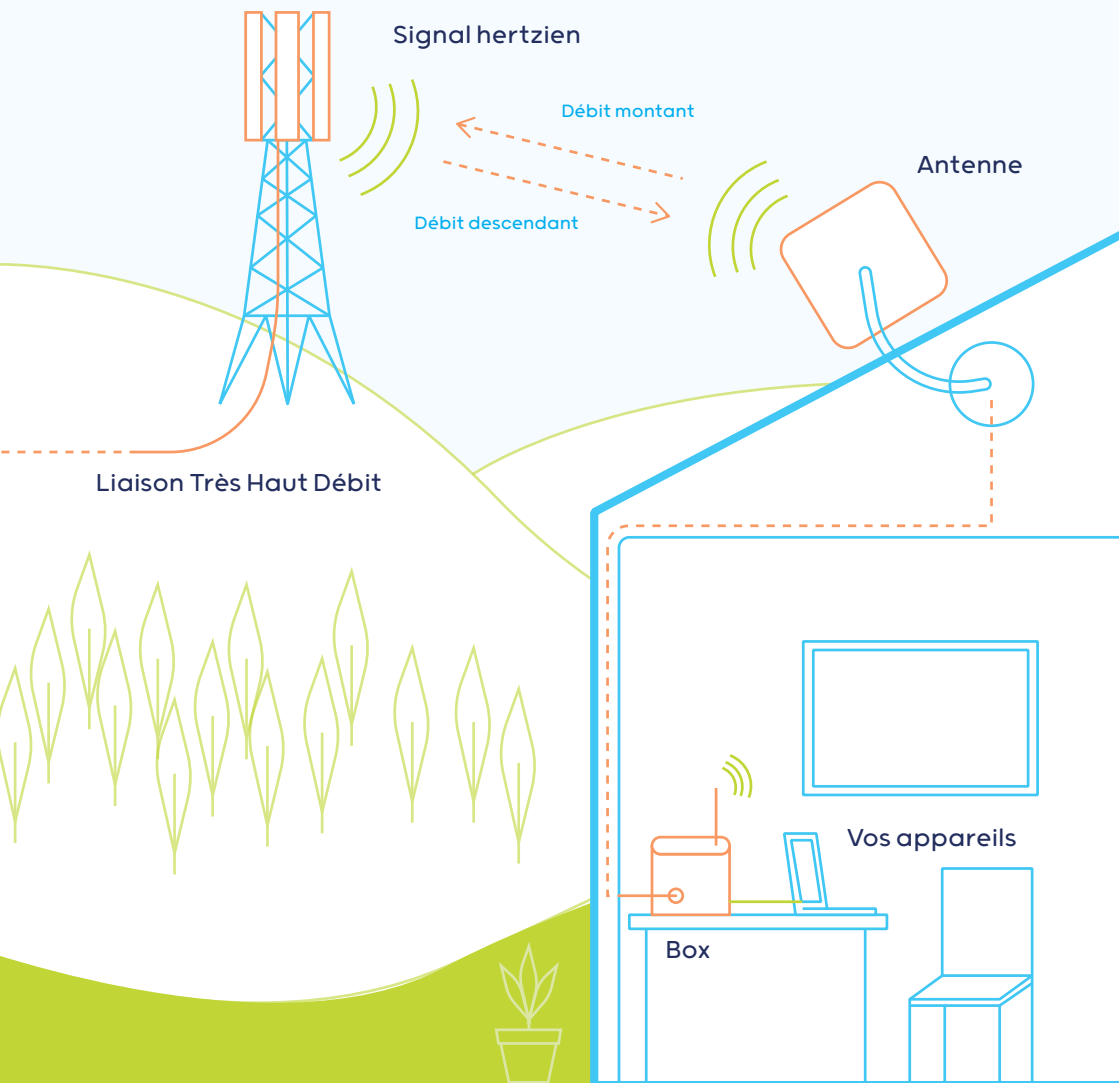 Signal hertzien
Débit montant
Antenne
Débit descendant
Liaison Très Haut Débit
Vos appareils
Box